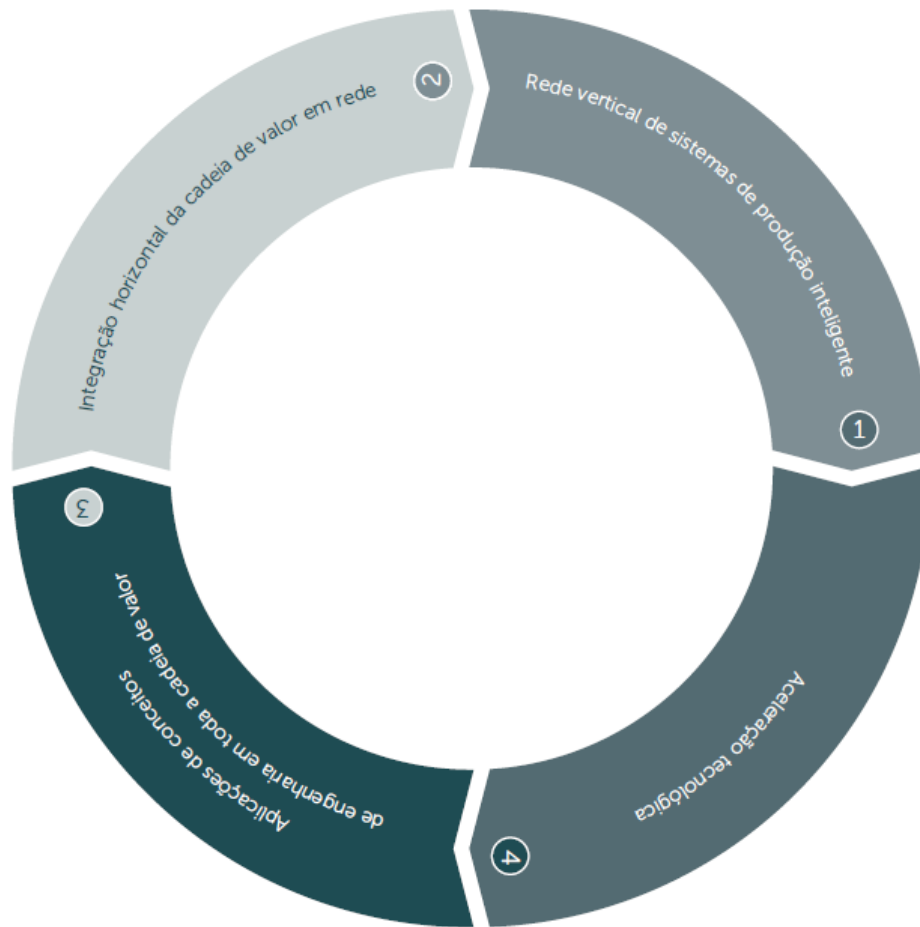 1
Rede vertical de sistemas de produção inteligente
2
Integração horizontal da cadeia de valor em rede
3
Aplicações de conceitos
de engenharia em toda a cadeia de valor
4
Aceleração tecnológica